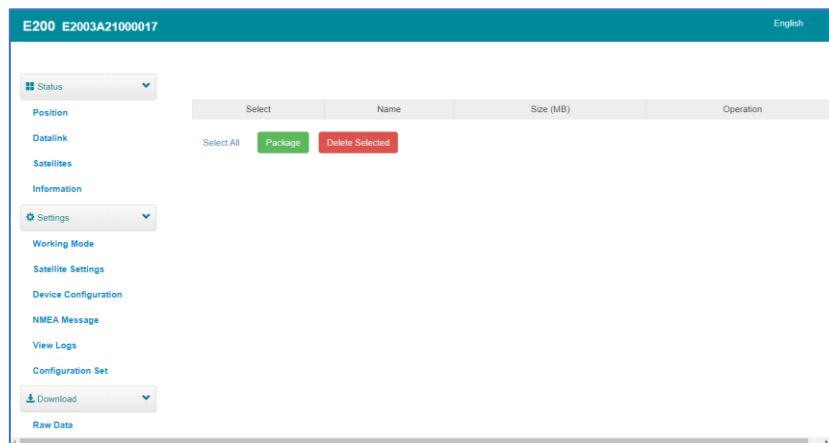 E200 E2003A21000017
English
Status
Position
Datalink
Satellites
Information
Settings
Working Mode
Satellite Settings
Device Configuration
NMEA Message
View Logs
Configuration Set
Download
Raw Data
Select Name Size (MB) Operation
Select All Package Delete Selected